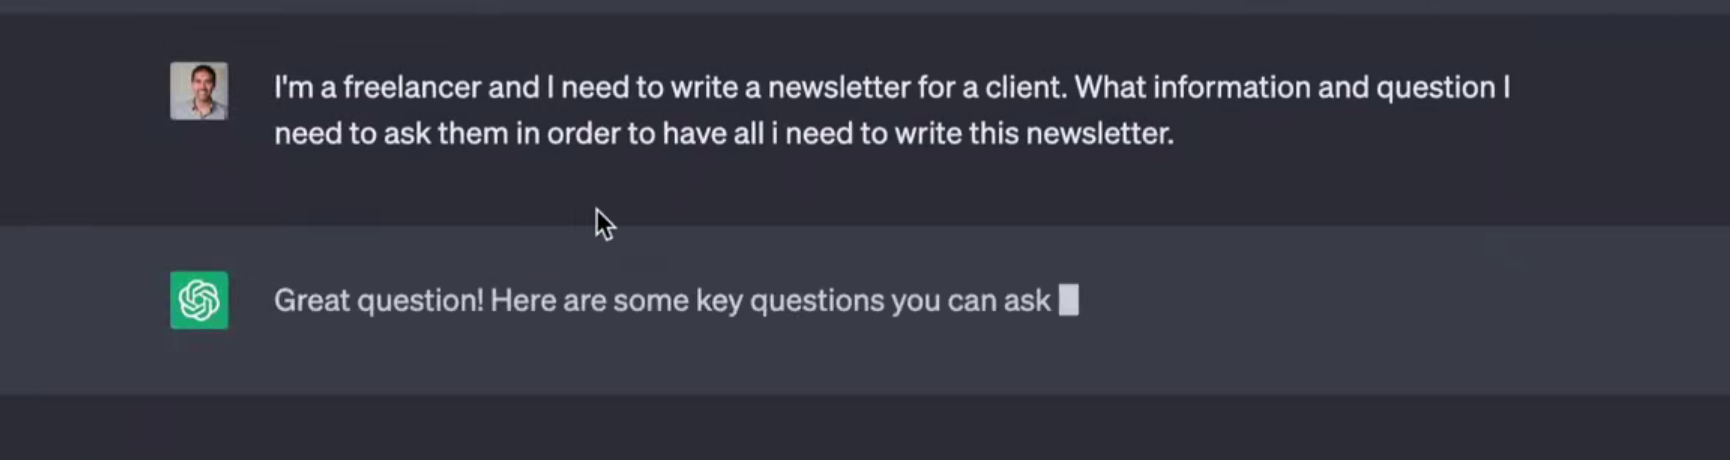 I'm a freelancer and I need to write a newsletter for a client. What information and question I
need to ask them in order to have all i need to write this newsletter.
Great question! Here are some key questions you can ask